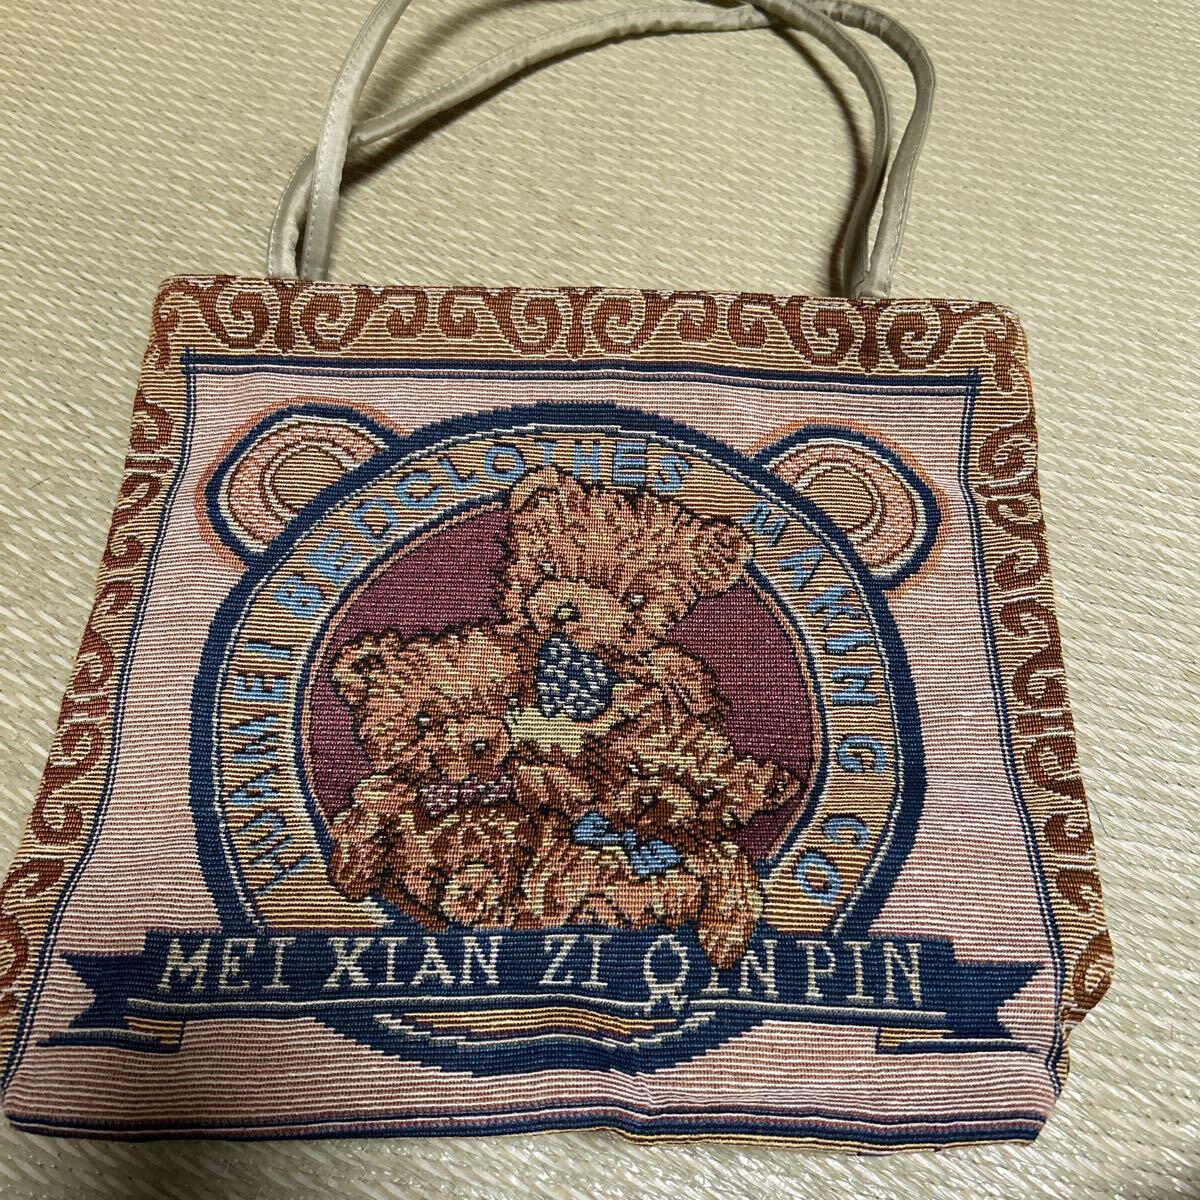 HUAMEI BEDCLOTHES MAKING CO
MEI XIAN ZI QIN PIN